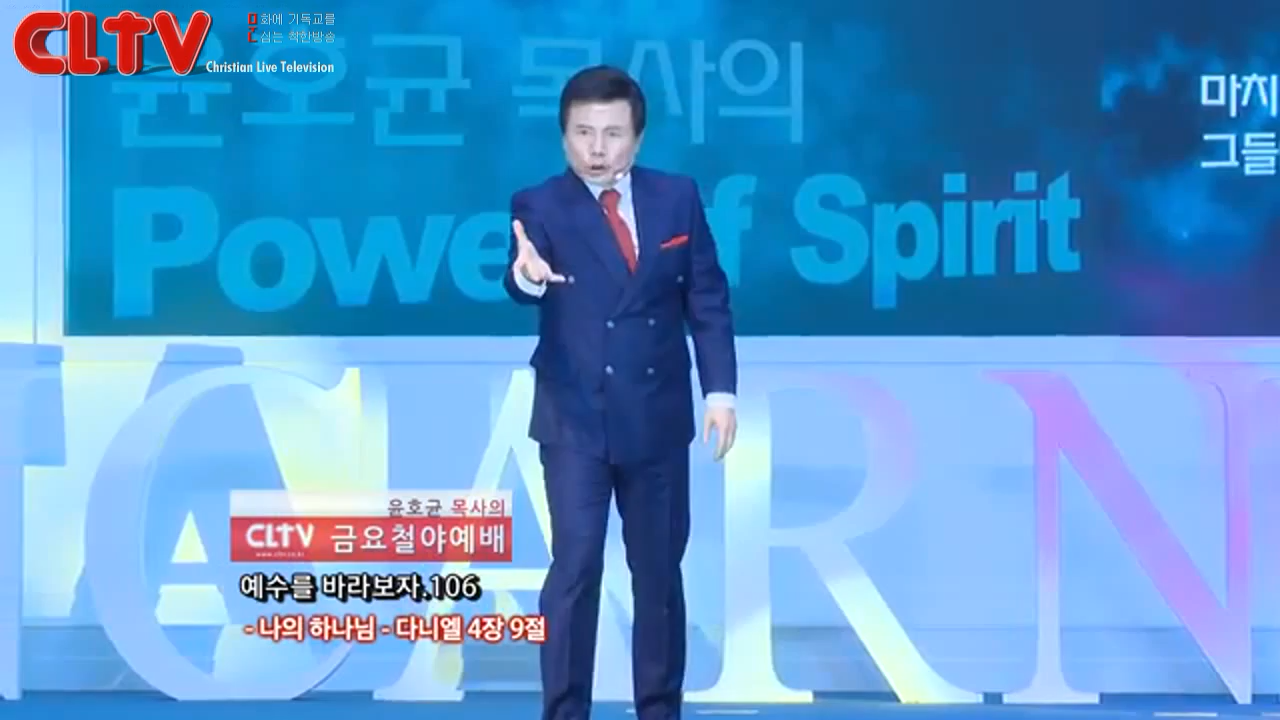 CLTV
문화에 기독교를
심는 착한방송
Christian Live Television
윤호균 목사의
Power of Spirit
마치
그들
CARN
윤호균 목사의
CLTV
금요철야예배
예수를 바라보자.106
- 나의 하나님 - 다니엘 4장 9절